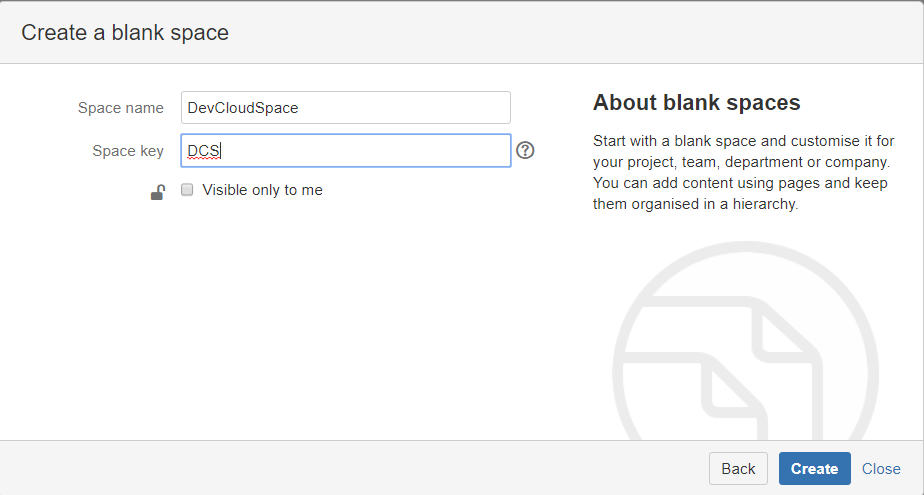 Create a blank space
Space name DevCloudSpace
Space key DCS
Visible only to me
About blank spaces
Start with a blank space and customise it for
your project, team, department or company.
You can add content using pages and keep
them organised in a hierarchy.
Back Create Close